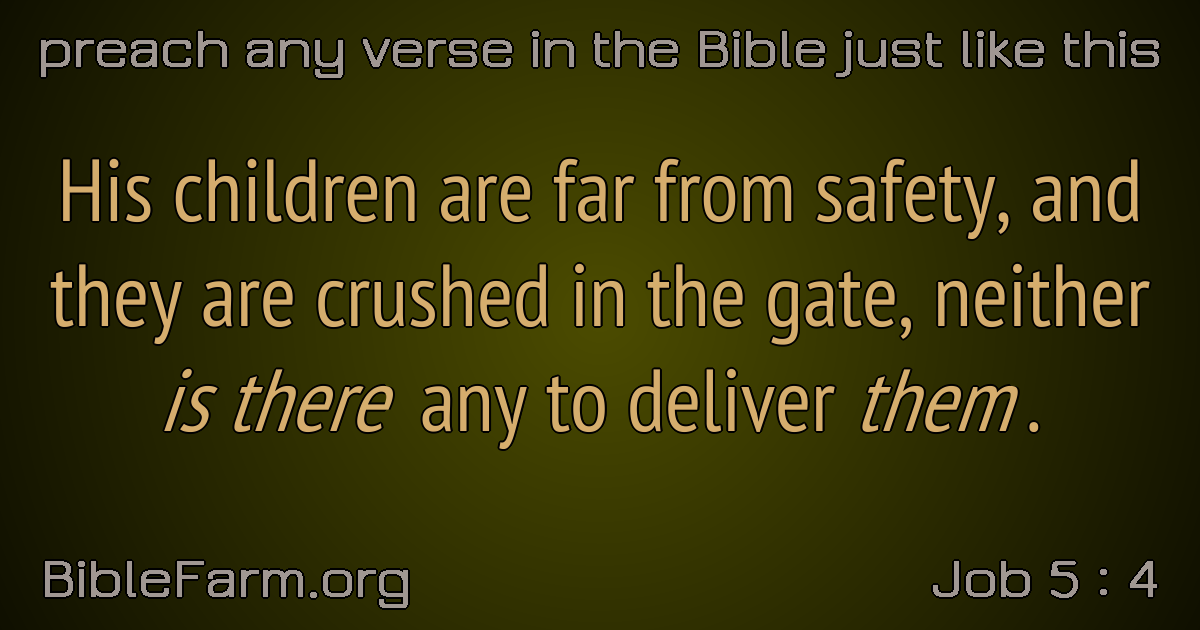 preach any verse in the Bible just like this
His children are far from safety, and
they are crushed in the gate, neither
is there any to deliver them .
BibleFarm.org
Job 5 : 4